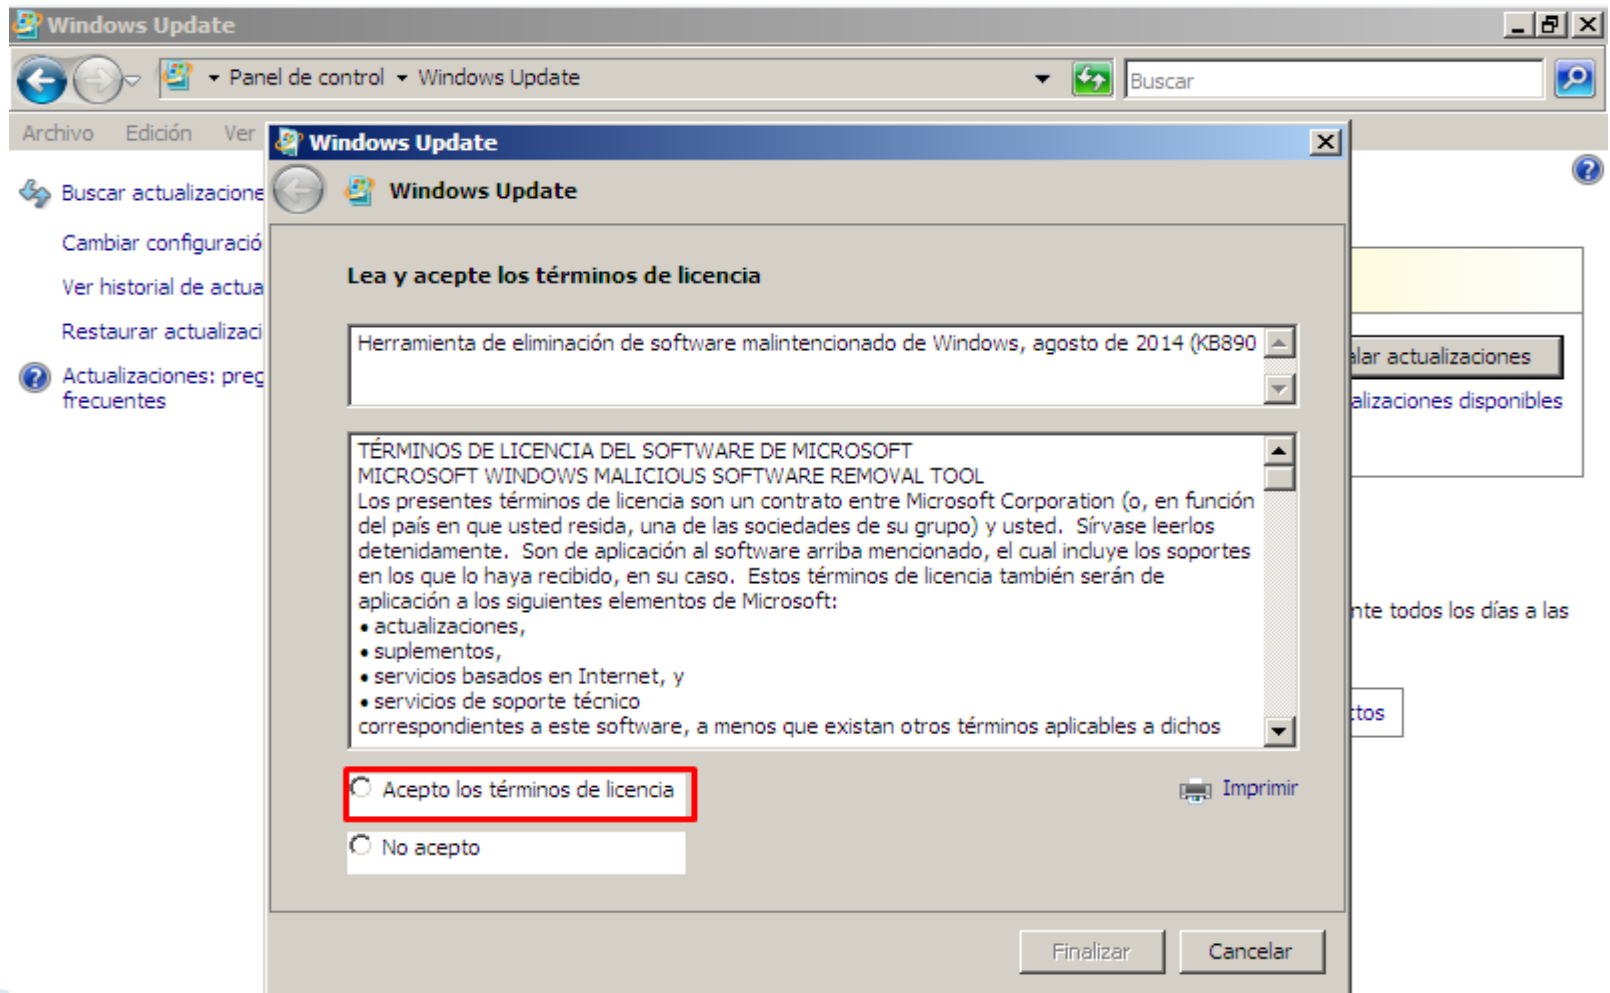 Windows Update
Panel de control Windows Update
Buscar
Archivo Edición Ver
Buscar actualizacione
Cambiar configuració
Ver historial de actua
Restaurar actualizaci
Actualizaciones: preg
frecuentes
Windows Update
Windows Update
Lea y acepte los términos de licencia
Herramienta de eliminación de software malintencionado de Windows, agosto de 2014 (KB890
TÉRMINOS DE LICENCIA DEL SOFTWARE DE MICROSOFT
MICROSOFT WINDOWS MALICIOUS SOFTWARE REMOVAL TOOL
Los presentes términos de licencia son un contrato entre Microsoft Corporation (o, en función
del país en que usted resida, una de las sociedades de su grupo) y usted.  Sírvase leerlos
detenidamente.  Son de aplicación al software arriba mencionado, el cual incluye los soportes
en los que lo haya recibido, en su caso.  Estos términos de licencia también serán de
aplicación a los siguientes elementos de Microsoft:
• actualizaciones,
• suplementos,
• servicios basados en Internet, y
• servicios de soporte técnico
correspondientes a este software, a menos que existan otros términos aplicables a dichos
Acepto los términos de licencia
Imprimir
No acepto
Finalizar
Cancelar
alar actualizaciones
alizaciones disponibles
nte todos los días a las
ctos